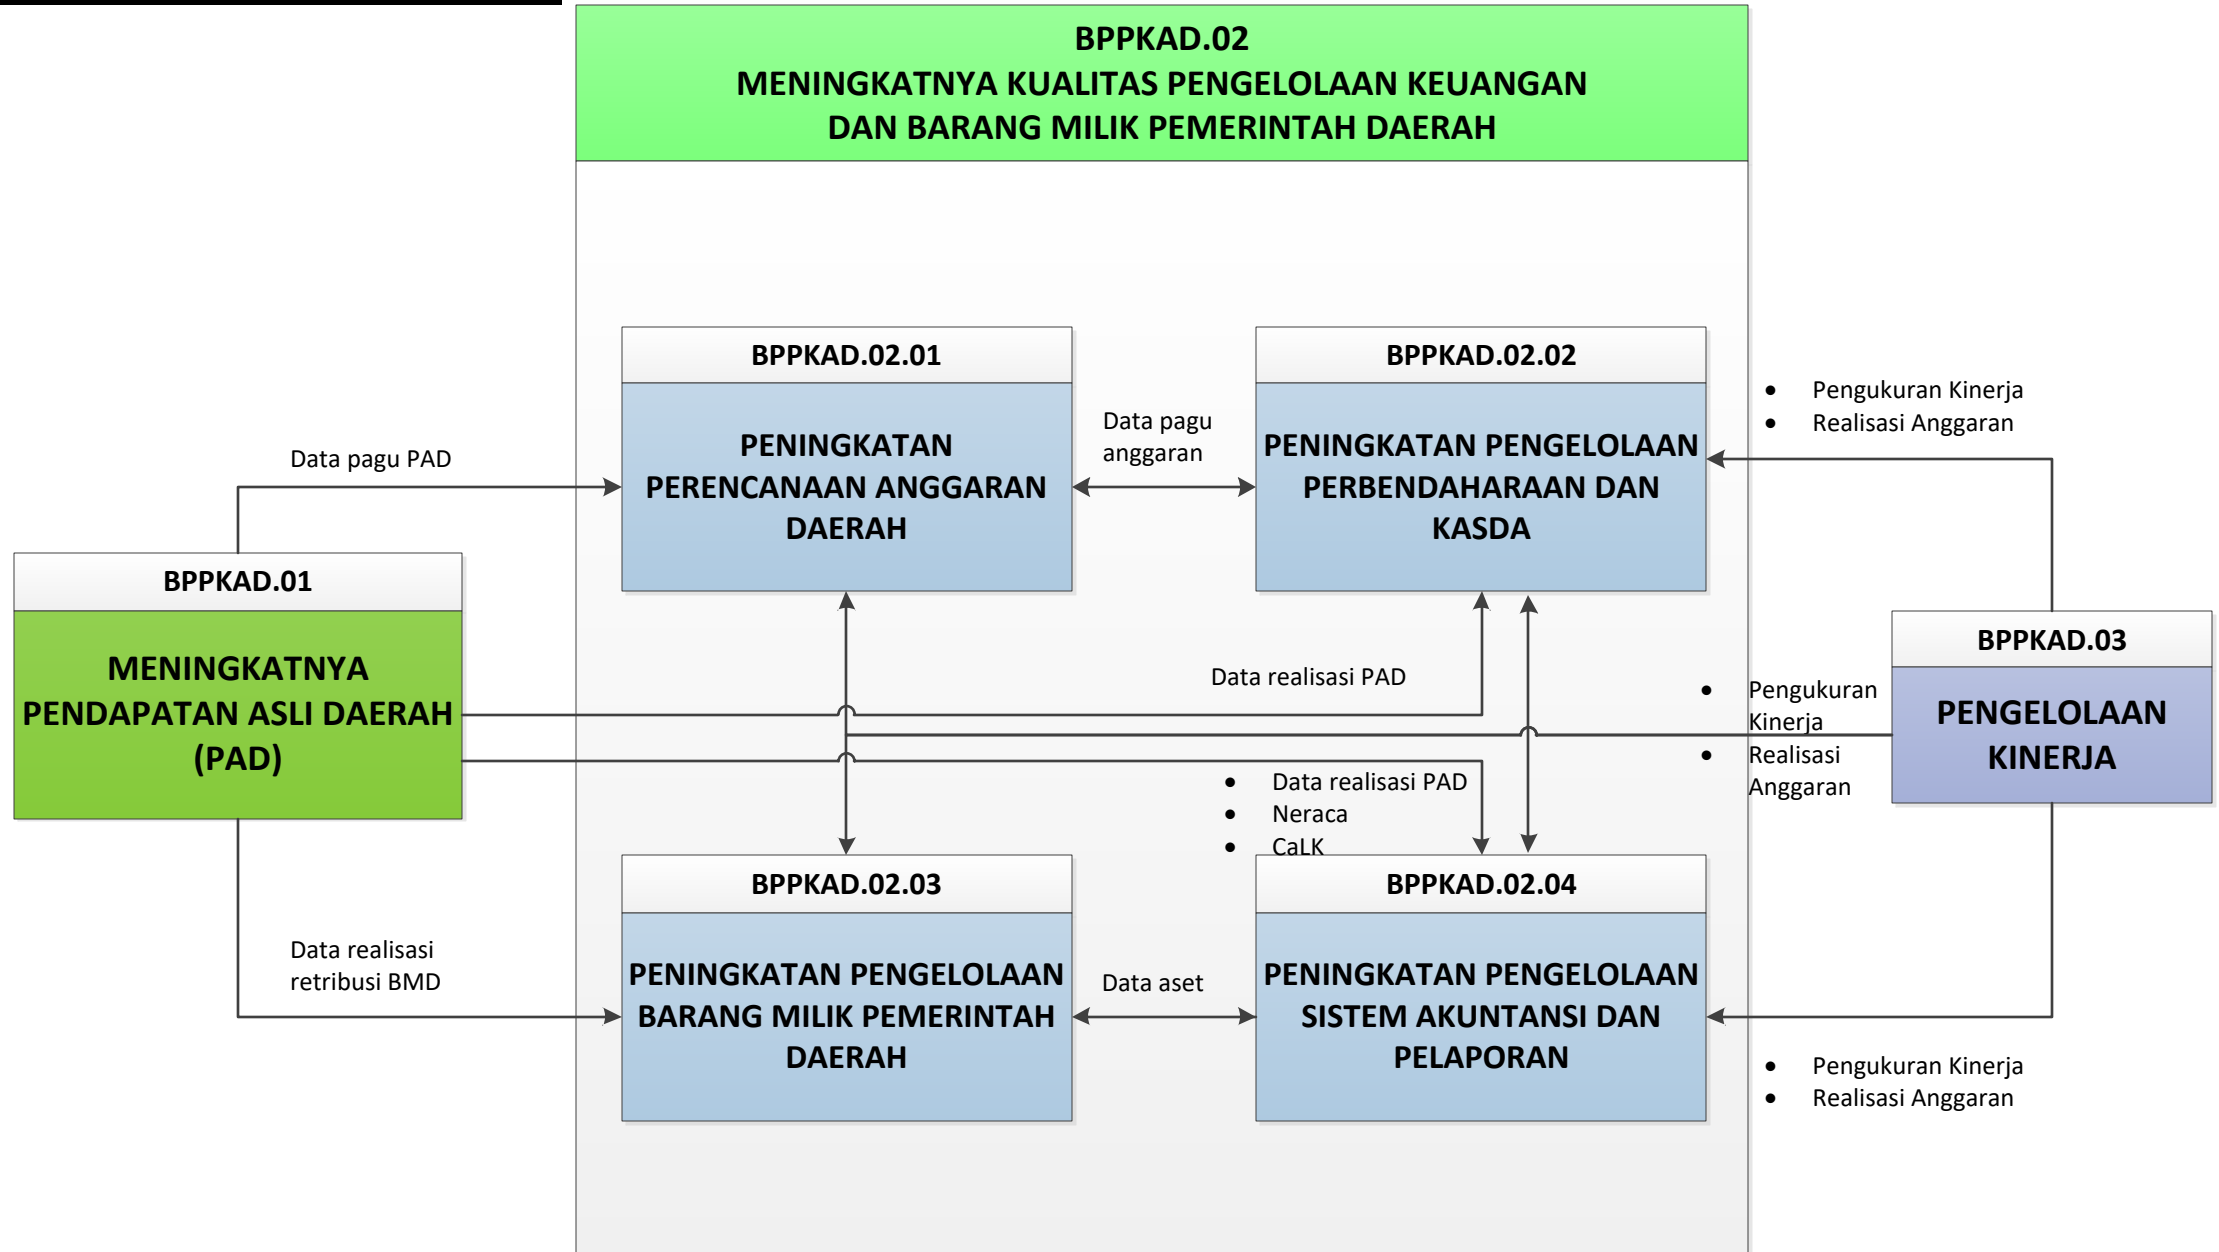 BPPKAD.02
MENINGKATNYA KUALITAS PENGELOLAAN KEUANGAN
DAN BARANG MILIK PEMERINTAH DAERAH
BPPKAD.02.01
PENINGKATAN
PERENCANAAN ANGGARAN
DAERAH
Data pagu
anggaran
BPPKAD.02.02
PENINGKATAN PENGELOLAAN
PERBENDAHARAAN DAN
KASDA
• Pengukuran Kinerja
• Realisasi Anggaran
Data pagu PAD
BPPKAD.01
MENINGKATNYA
PENDAPATAN ASLI DAERAH
(PAD)
Data realisasi PAD
• Pengukuran
Kinerja
• Realisasi
Anggaran
BPPKAD.03
PENGELOLAAN
KINERJA
• Data realisasi PAD
• Neraca
• CaLK
Data realisasi
retribusi BMD
BPPKAD.02.03
PENINGKATAN PENGELOLAAN
BARANG MILIK PEMERINTAH
DAERAH
Data aset
BPPKAD.02.04
PENINGKATAN PENGELOLAAN
SISTEM AKUNTANSI DAN
PELAPORAN
• Pengukuran Kinerja
• Realisasi Anggaran